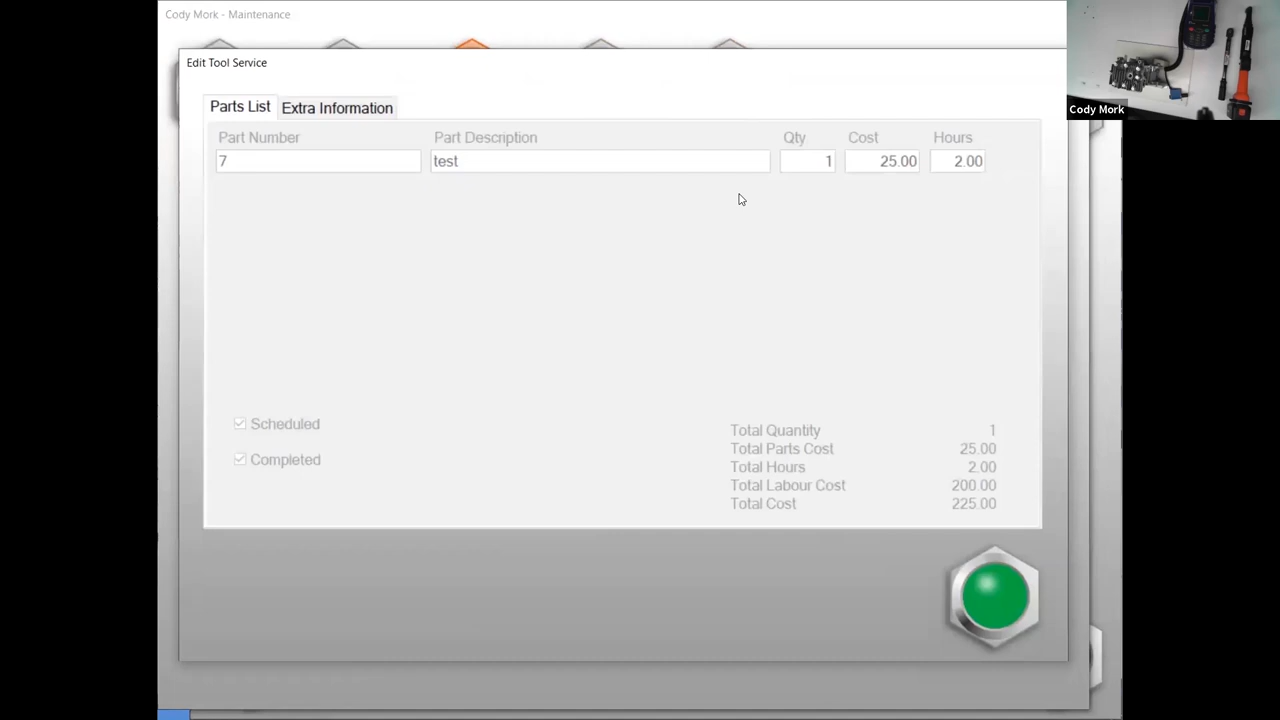 Cody Mork - Maintenance
Edit Tool Service
Parts List Extra Information
Part Number Part Description Qty Cost Hours
7 test 1 25.00 2.00
Scheduled
Completed
Total Quantity 1
Total Parts Cost 25.00
Total Hours 2.00
Total Labour Cost 200.00
Total Cost 225.00
Cody Mork